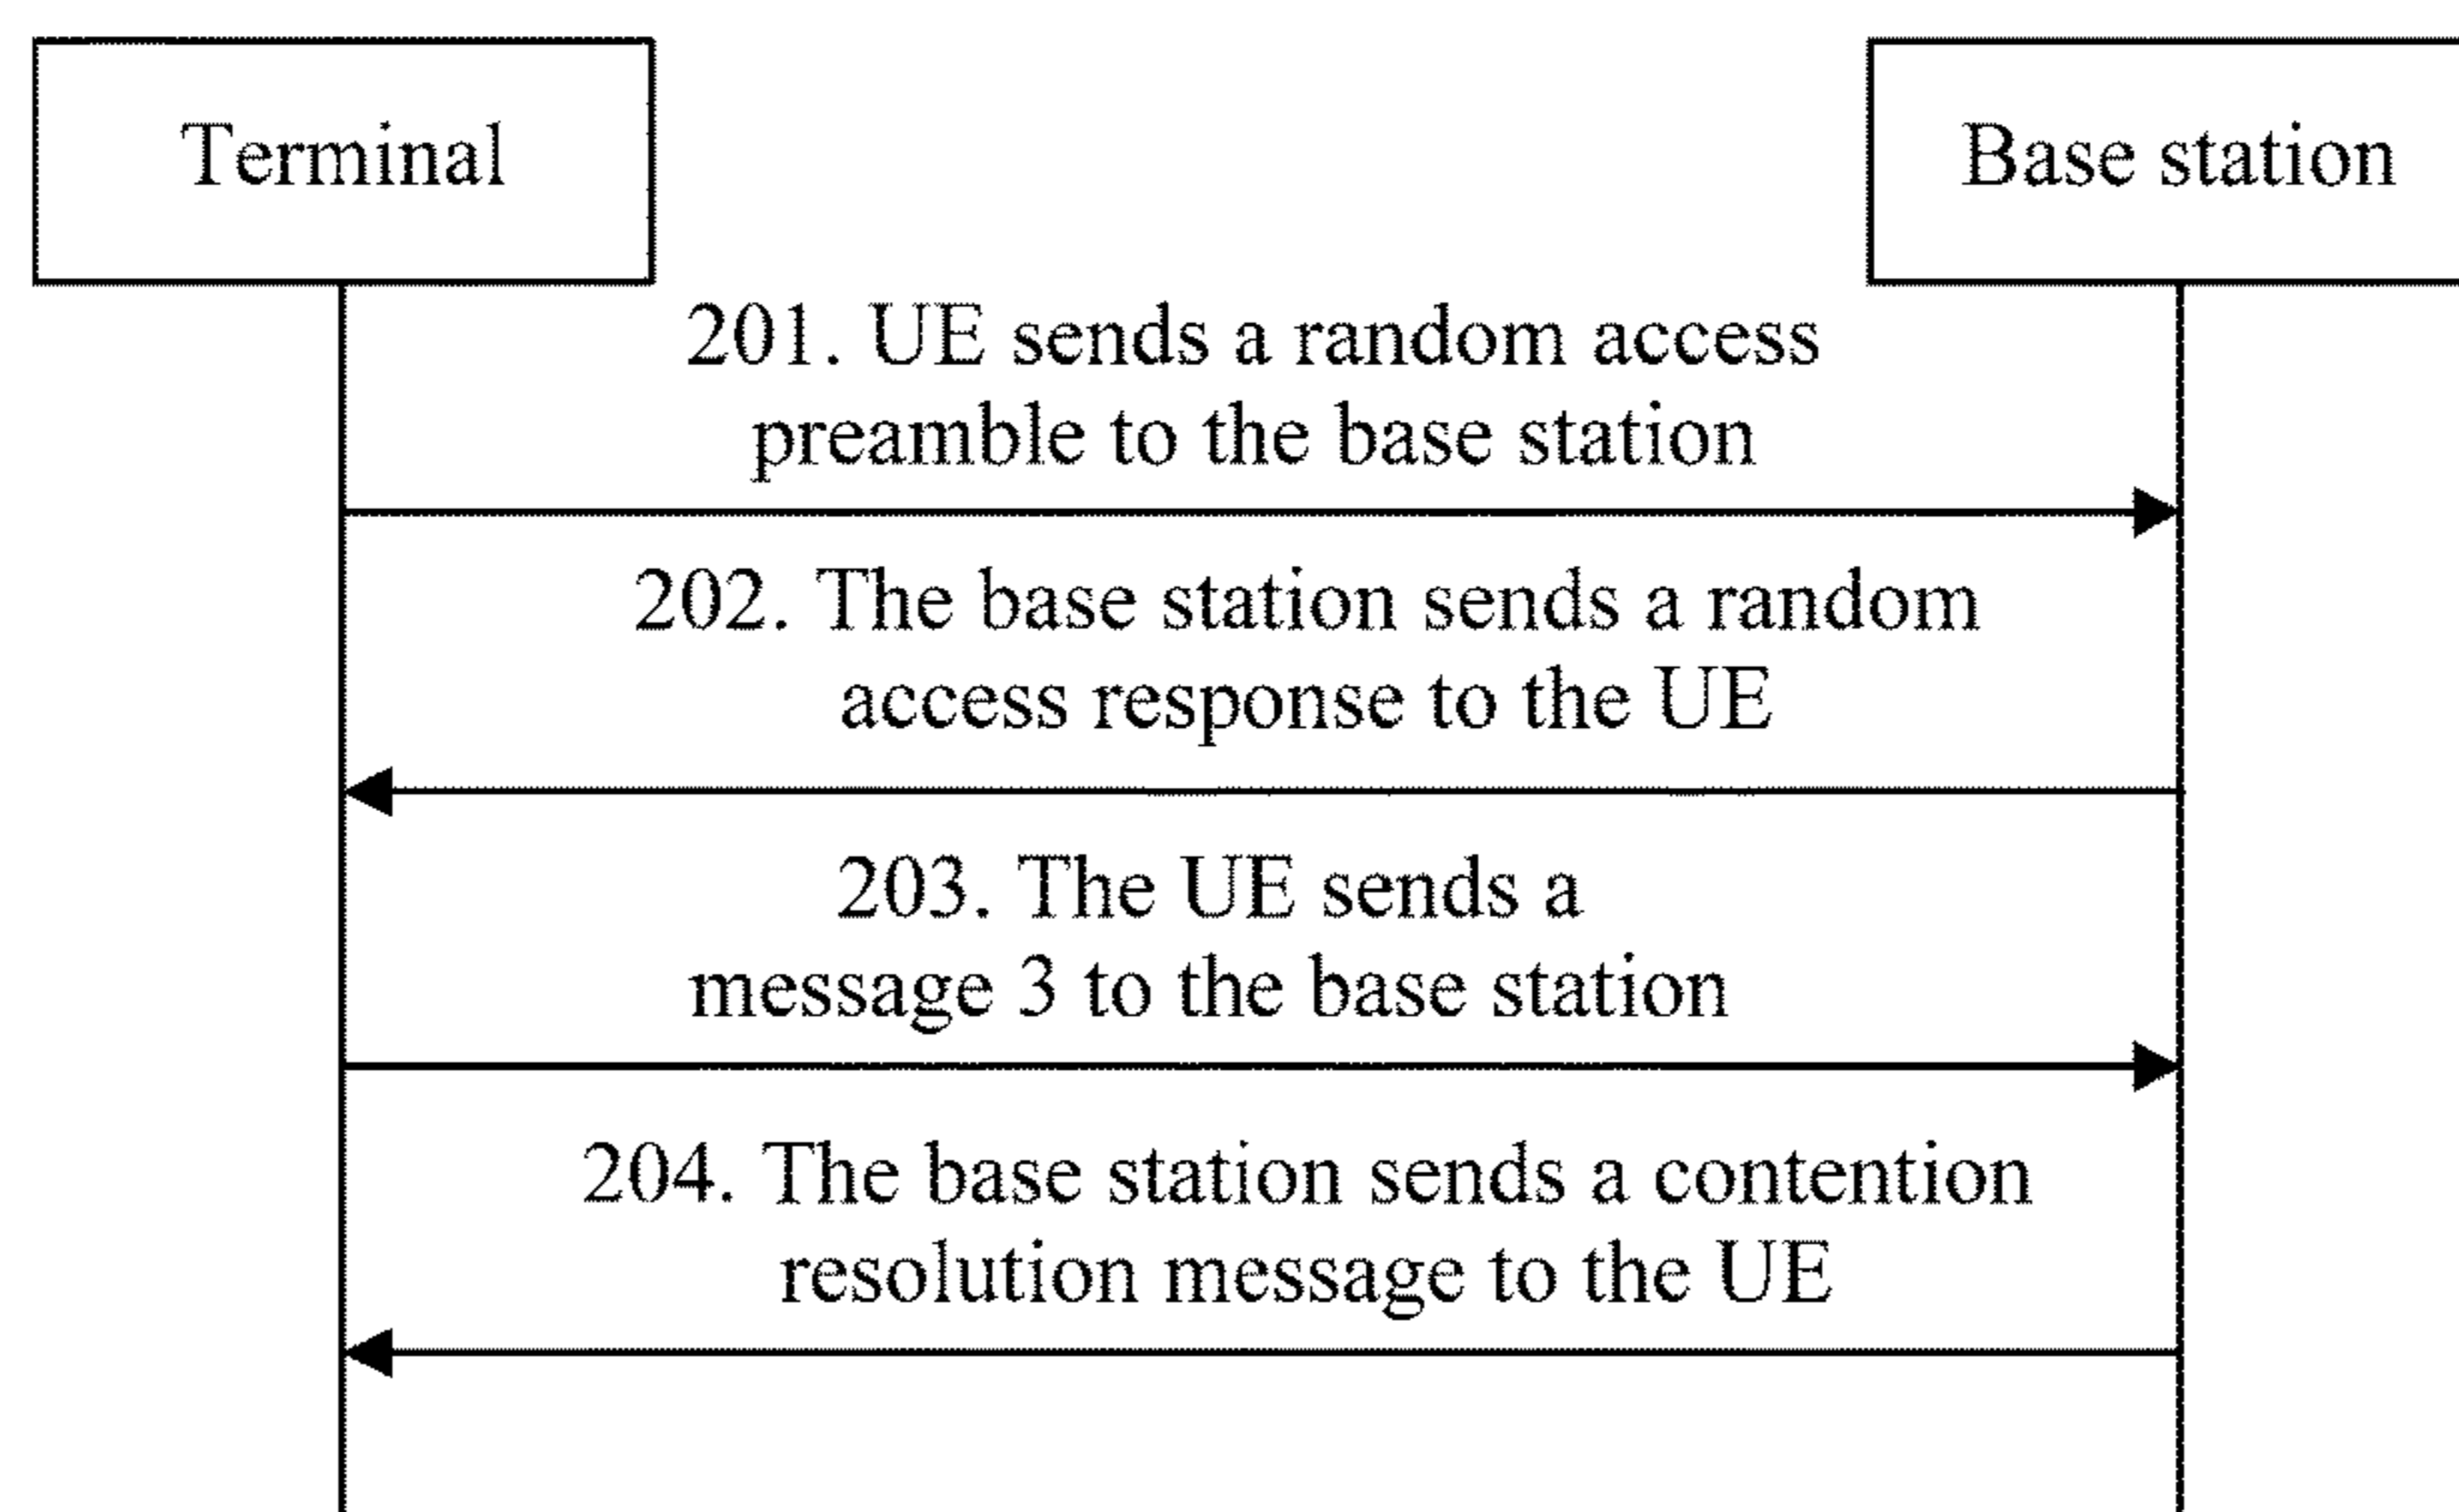 Terminal
Base station
201. UE sends a random access
preamble to the base station
202. The base station sends a random
access response to the UE
203. The UE sends a
message 3 to the base station
204. The base station sends a contention
resolution message to the UE